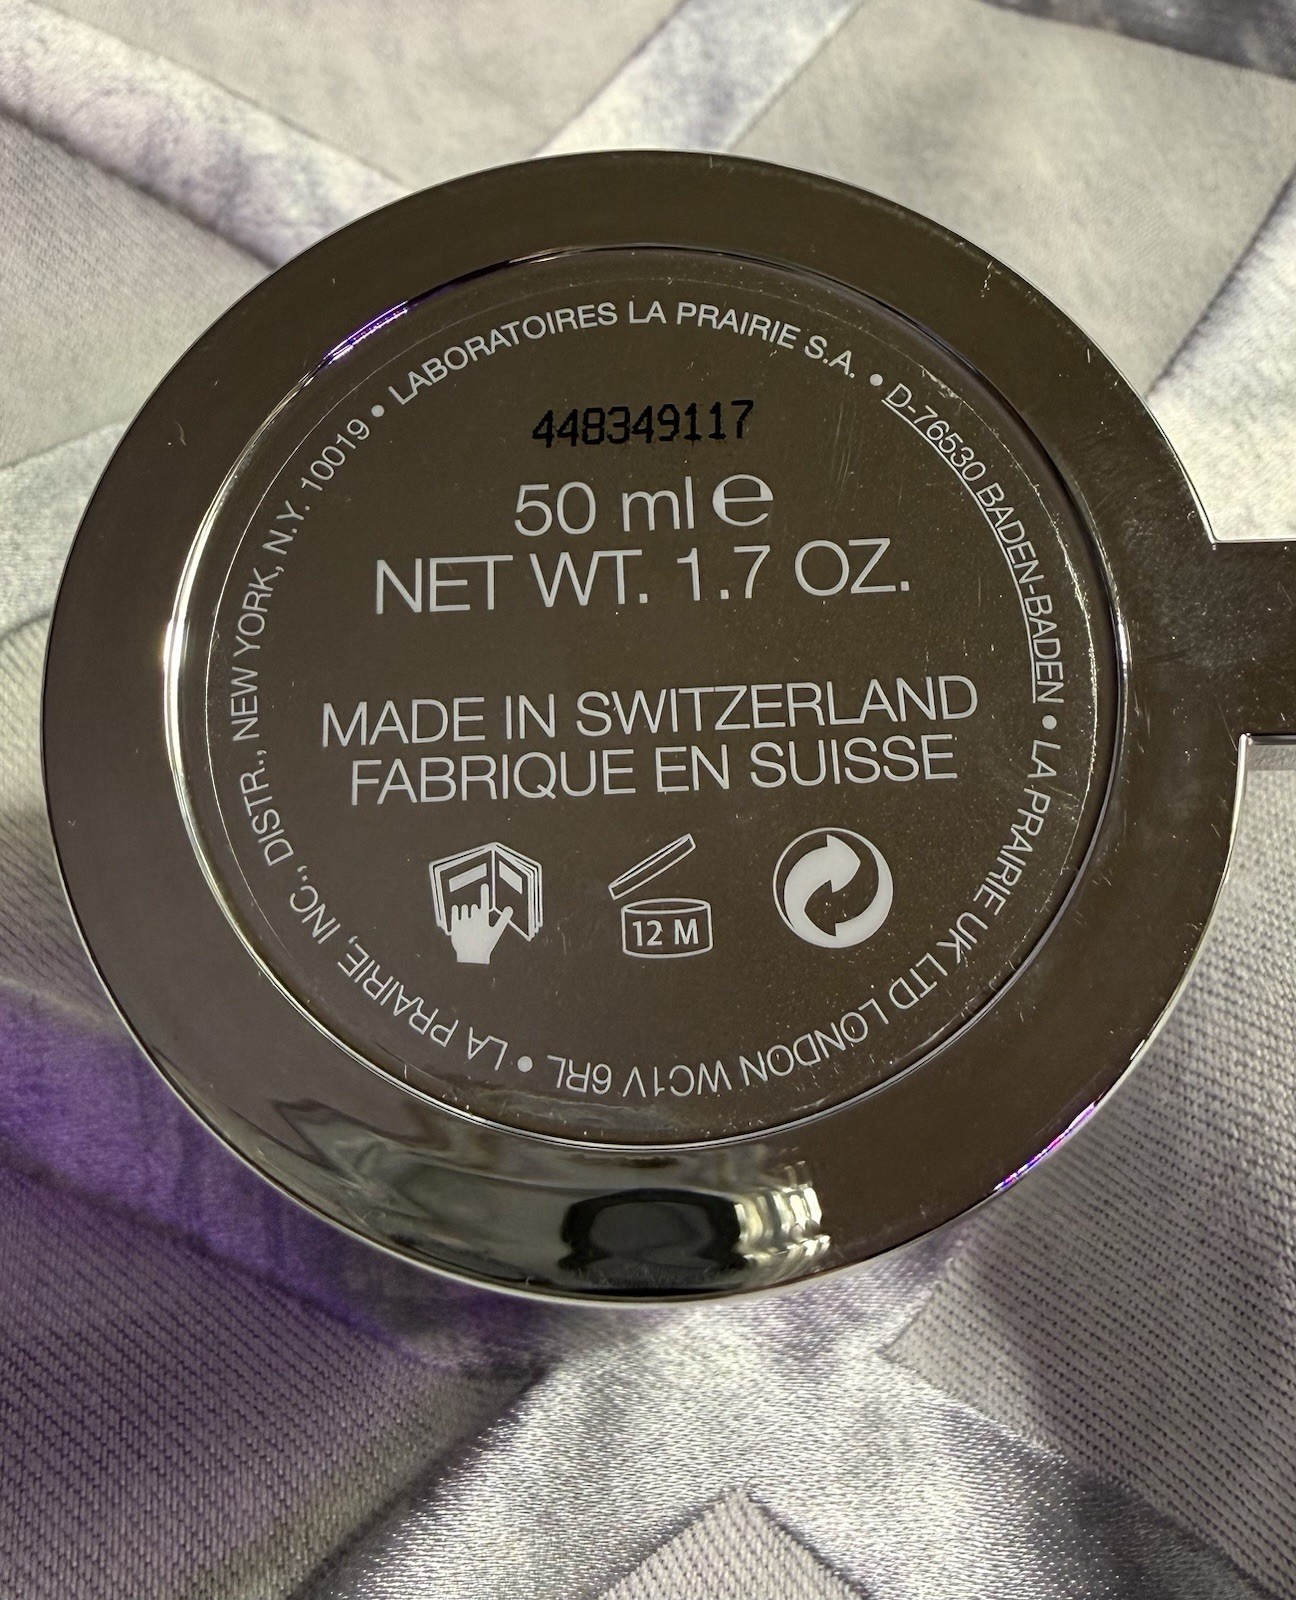 LABORATOIRES LA PRAIRIE S.A. • D-76530 BADEN-BADEN • LA PRAIRIE UK LTD LONDON WC1V 6RL • LA PRAIRIE, INC., DISTR., NEW YORK, N.Y. 10019 •
448349117
50 ml e
NET WT. 1.7 OZ.
MADE IN SWITZERLAND
FABRIQUE EN SUISSE
12 M